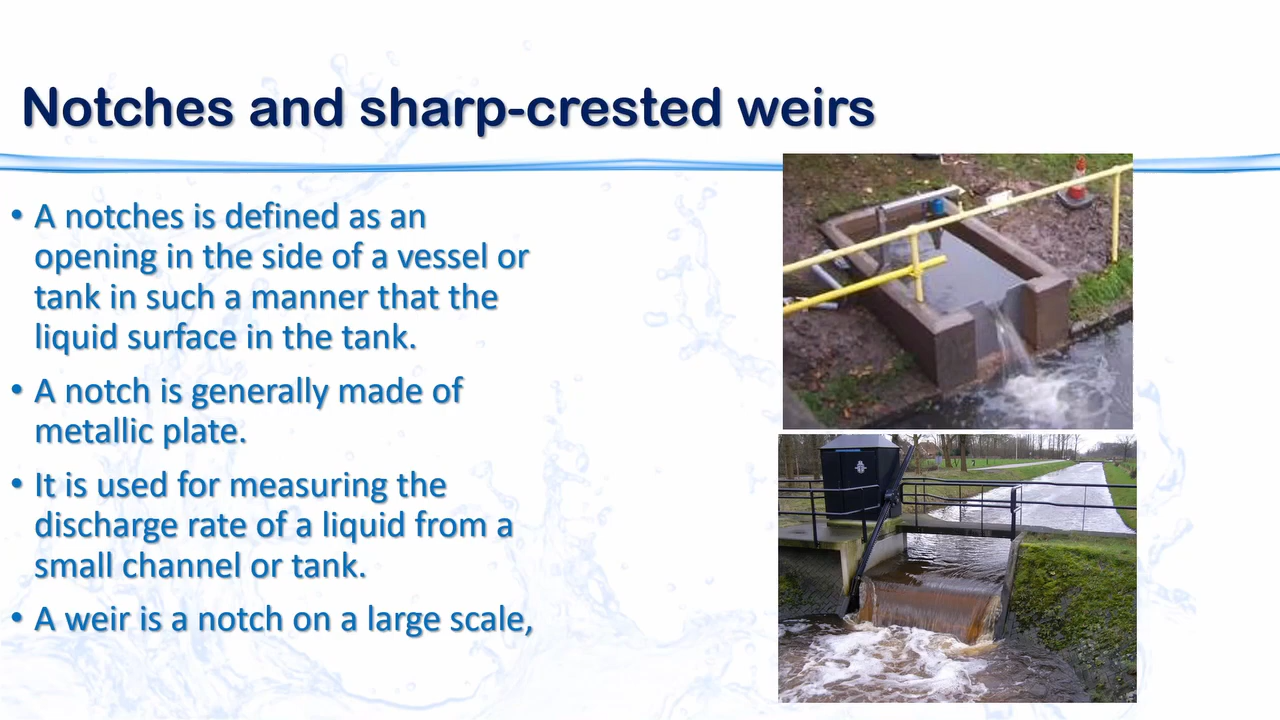 Notches and sharp-crested weirs
• A notches is defined as an
opening in the side of a vessel or
tank in such a manner that the
liquid surface in the tank.
• A notch is generally made of
metallic plate.
• It is used for measuring the
discharge rate of a liquid from a
small channel or tank.
• A weir is a notch on a large scale,